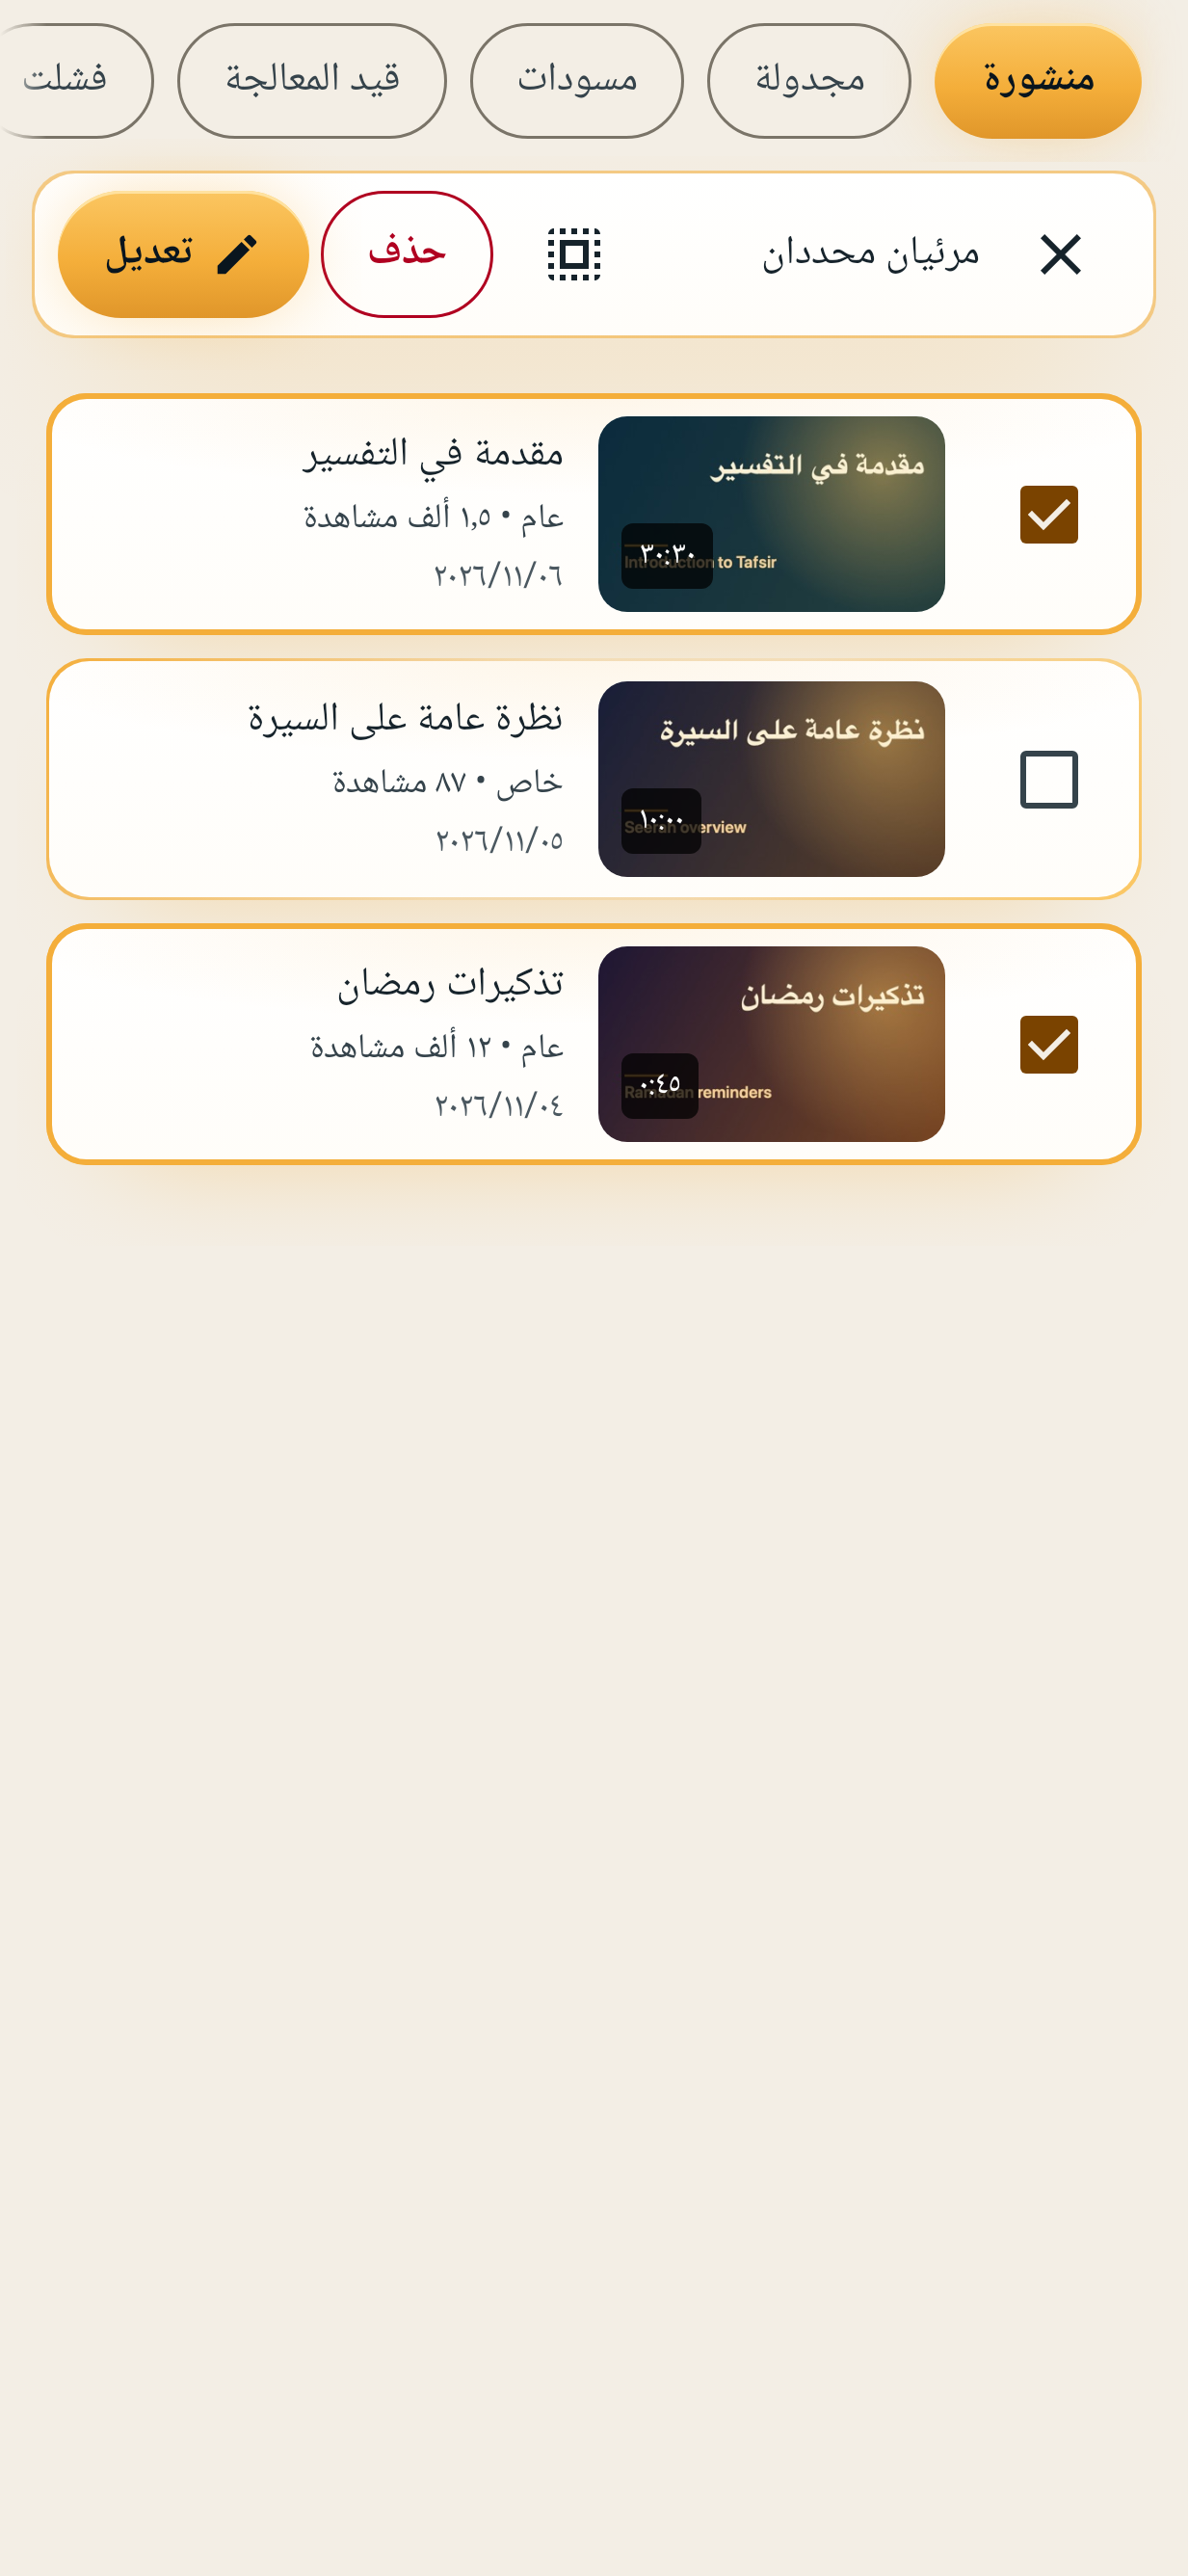 منشورة
مجدولة
مسودات
قيد المعالجة
فشلت
مرئيان محددان
حذف
تعديل
مقدمة في التفسير
Introduction to Tafsir
٣٠:٣٠
مقدمة في التفسير
عام • ١٫٥ ألف مشاهدة
٢٠٢٦/١١/٠٦
نظرة عامة على السيرة
Seerah overview
١٠:٠٠
نظرة عامة على السيرة
خاص • ٨٧ مشاهدة
٢٠٢٦/١١/٠٥
تذكيرات رمضان
Ramadan reminders
٠:٤٥
تذكيرات رمضان
عام • ١٢ ألف مشاهدة
٢٠٢٦/١١/٠٤